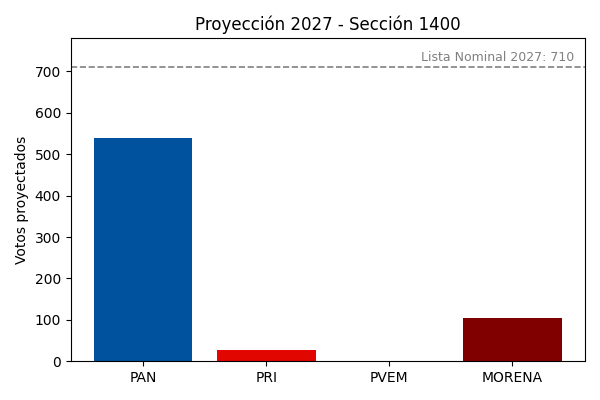 Proyección 2027 - Sección 1400
Lista Nominal 2027: 710
Votos proyectados
700
600
500
400
300
200
100
0
PAN PRI PVEM MORENA